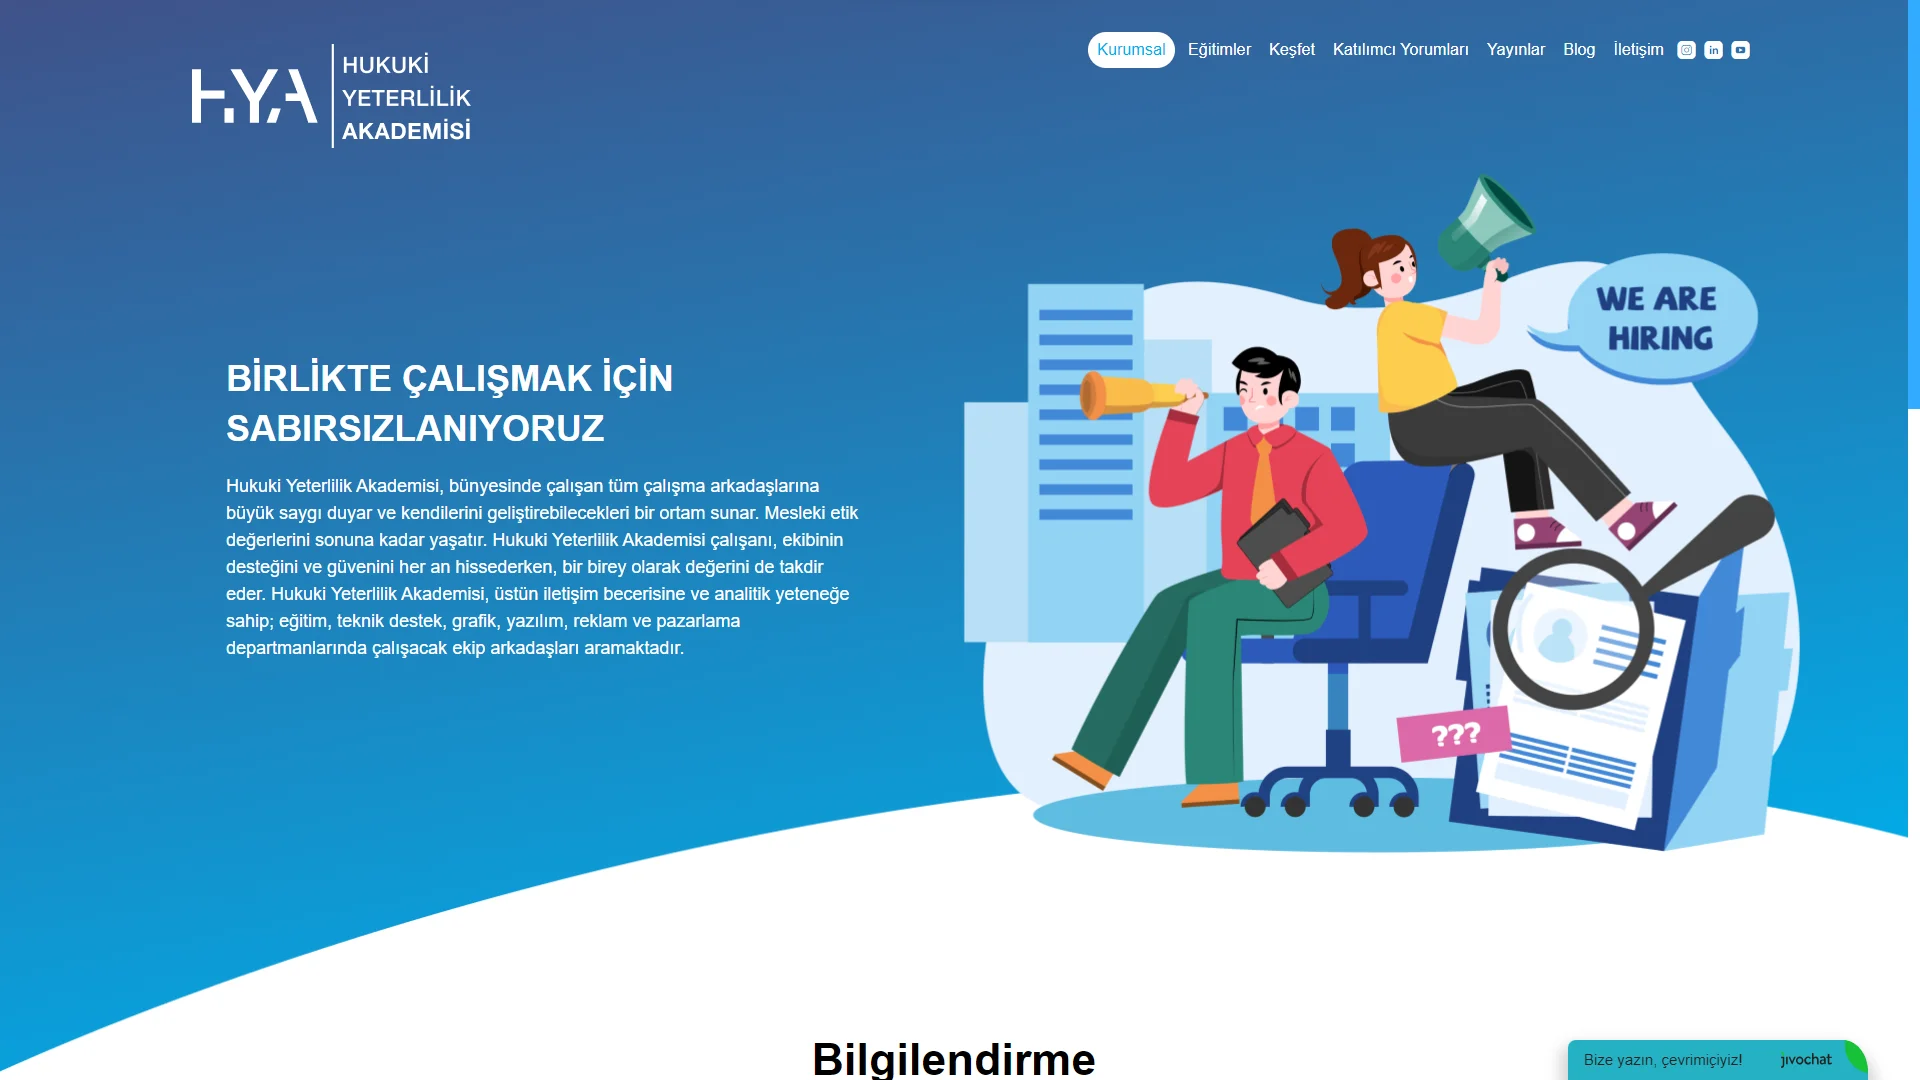 HYA
HUKUKİ
YETERLİLİK
AKADEMİSİ
Kurumsal Eğitimler Keşfet Katılımcı Yorumları Yayınlar Blog İletişim
in
WE ARE
HIRING
BİRLİKTE ÇALIŞMAK İÇİN
SABIRSIZLANIYORUZ
Hukuki Yeterlilik Akademisi, bünyesinde çalışan tüm çalışma arkadaşlarına
büyük saygı duyar ve kendilerini geliştirebilecekleri bir ortam sunar. Mesleki etik
değerlerini sonuna kadar yaşatır. Hukuki Yeterlilik Akademisi çalışanı, ekibinin
desteğini ve güvenini her an hissederken, bir birey olarak değerini de takdir
eder. Hukuki Yeterlilik Akademisi, üstün iletişim becerisine ve analitik yeteneğe
sahip; eğitim, teknik destek, grafik, yazılım, reklam ve pazarlama
departmanlarında çalışacak ekip arkadaşları aramaktadır.
???
Bilgilendirme
Bize yazın, çevrimiçiyiz! jivochat